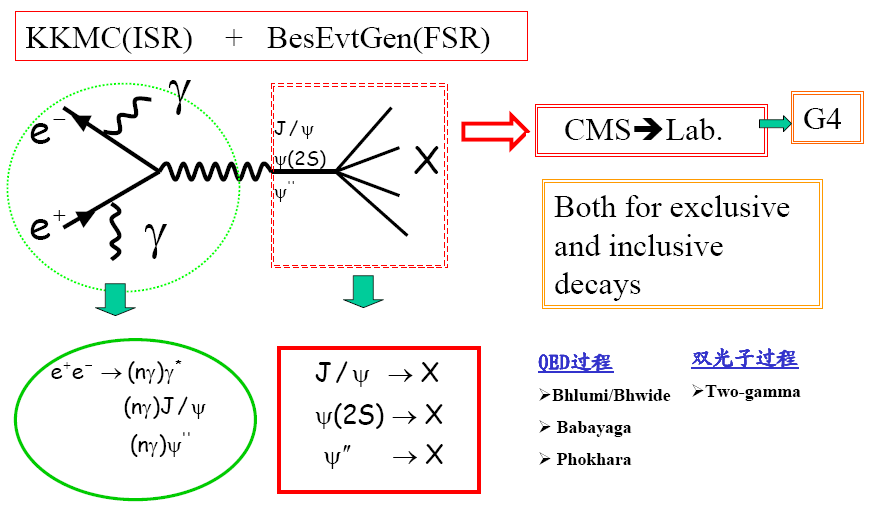 KKMC(ISR) + BesEvtGen(FSR)
e⁻
γ
e⁺
γ
J/ψ
ψ(2S)
ψ''
X
CMS➔Lab.
G4
Both for exclusive
and inclusive
decays
e⁺e⁻ → (nγ)γ*
(nγ)J/ψ
(nγ)ψ''
J/ψ → X
ψ(2S) → X
ψ″ → X
QED过程
➢Bhlumi/Bhwide
➢ Babayaga
➢ Phokhara
双光子过程
➢Two-gamma